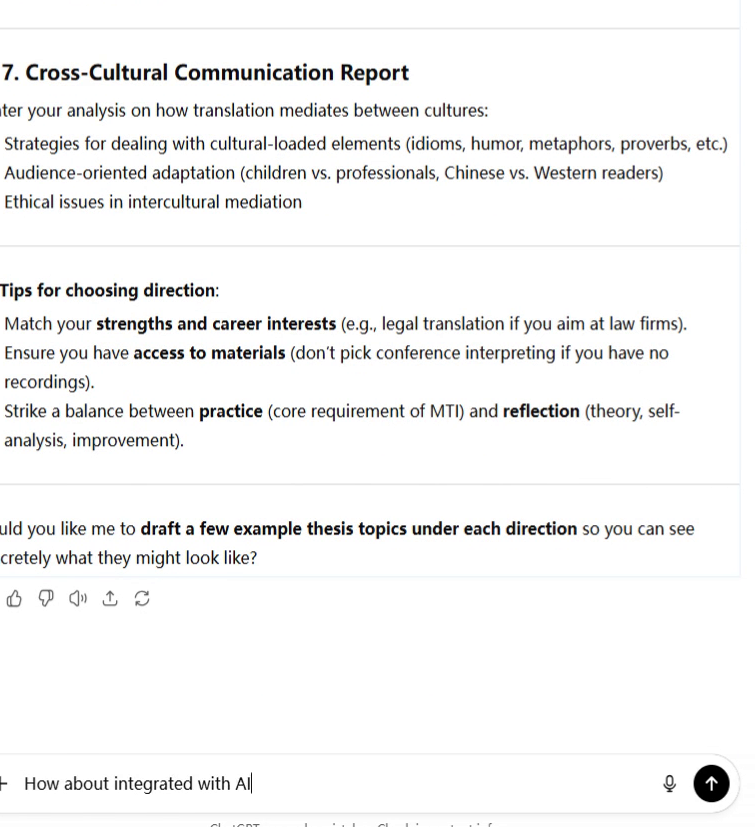 7. Cross-Cultural Communication Report
ter your analysis on how translation mediates between cultures:
Strategies for dealing with cultural-loaded elements (idioms, humor, metaphors, proverbs, etc.)
Audience-oriented adaptation (children vs. professionals, Chinese vs. Western readers)
Ethical issues in intercultural mediation
Tips for choosing direction:
Match your strengths and career interests (e.g., legal translation if you aim at law firms).
Ensure you have access to materials (don't pick conference interpreting if you have no
recordings).
Strike a balance between practice (core requirement of MTI) and reflection (theory, self-
analysis, improvement).
uld you like me to draft a few example thesis topics under each direction so you can see
cretely what they might look like?
How about integrated with AI